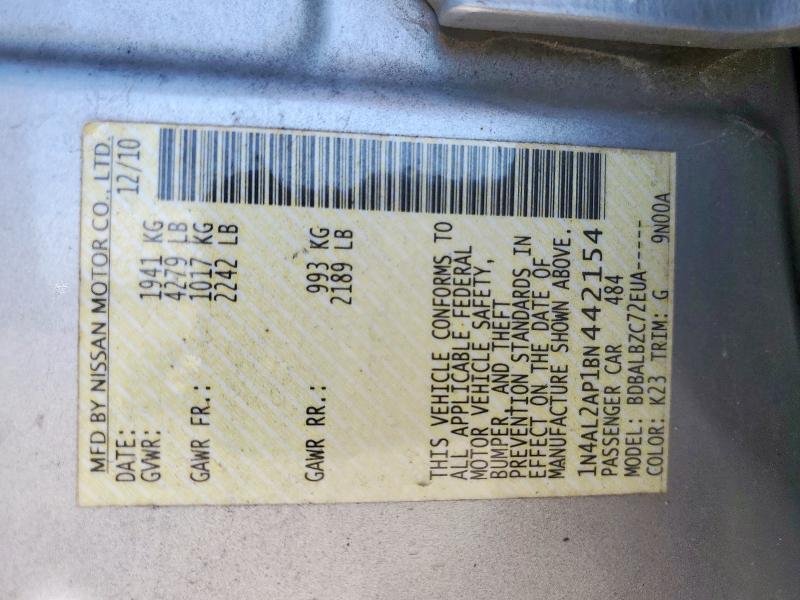 MFD BY NISSAN MOTOR CO., LTD.
DATE: 12/10
GVWR: 1941 KG
4279 LB
GAWR FR.: 1017 KG
2242 LB
GAWR RR.: 993 KG
2189 LB
THIS VEHICLE CONFORMS TO
ALL APPLICABLE FEDERAL
MOTOR VEHICLE SAFETY,
BUMPER, AND THEFT
PREVENTION STANDARDS IN
EFFECT ON THE DATE OF
MANUFACTURE SHOWN ABOVE.
1N4AL2AP1BN442154
PASSENGER CAR 484
MODEL: BDBALBZC72EUA-----
COLOR: K23 TRIM: G 9N00A